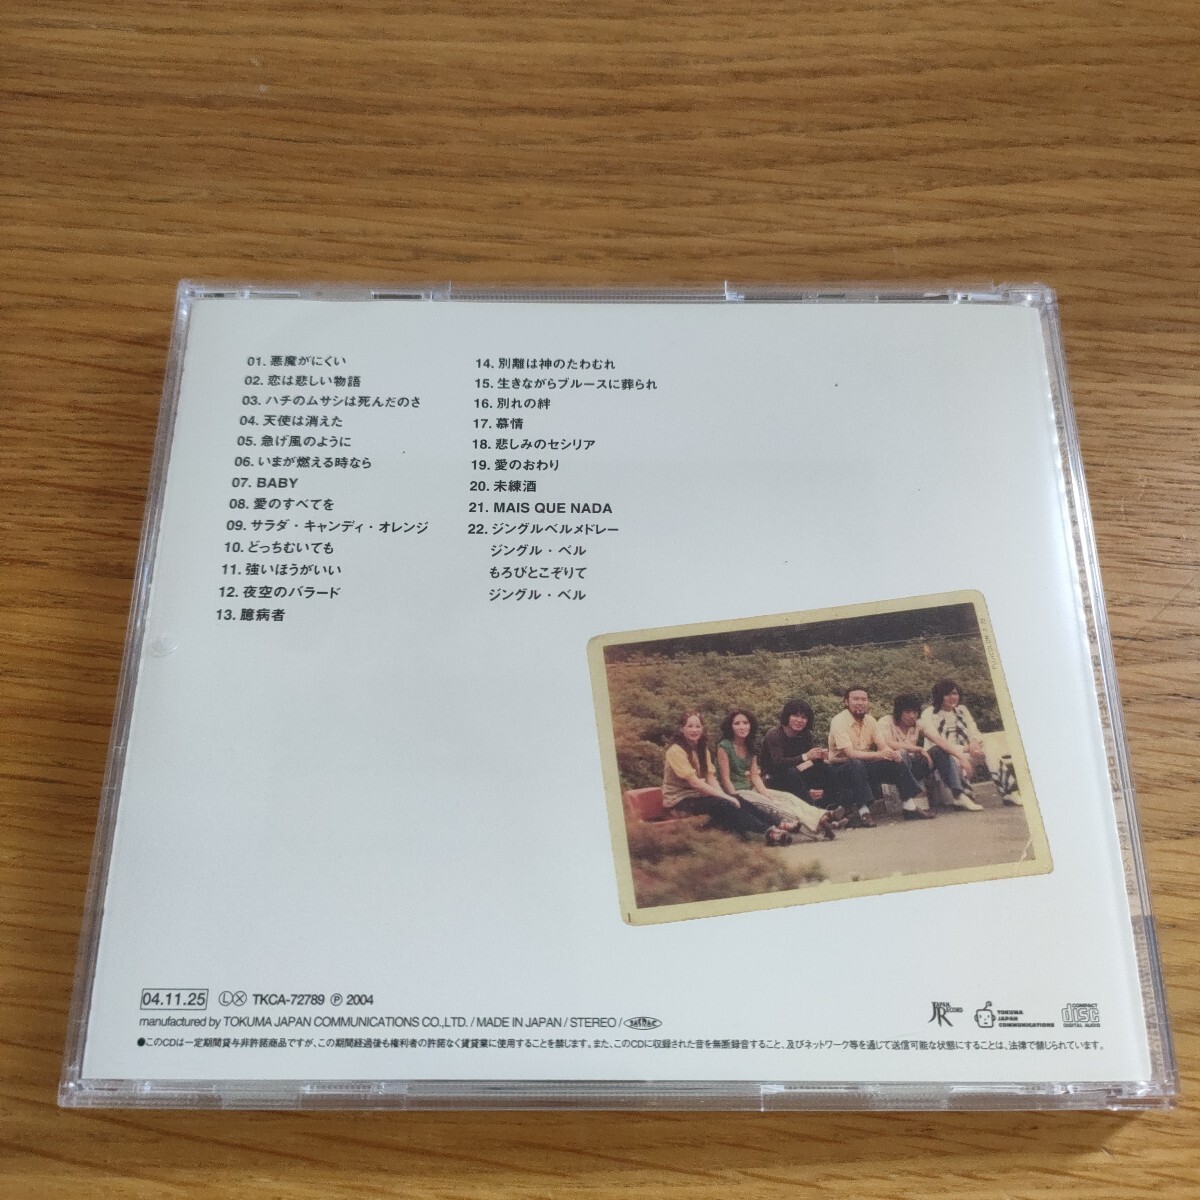 01. 悪魔がにくい
02. 恋は悲しい物語
03. ハチのムサシは死んだのさ
04. 天使は消えた
05. 急げ風のように
06. いまが燃える時なら
07. BABY
08. 愛のすべてを
09. サラダ・キャンディ・オレンジ
10. どっちむいても
11. 強いほうがいい
12. 夜空のバラード
13. 臆病者
14. 別離は神のたわむれ
15. 生きながらブルースに葬られ
16. 別れの絆
17. 慕情
18. 悲しみのセシリア
19. 愛のおわり
20. 未練酒
21. MAIS QUE NADA
22. ジングルベルメドレー
ジングル・ベル
もろびとこぞりて
ジングル・ベル
04.11.25 Ⓛ Ⓧ TKCA-72789 Ⓟ 2004
manufactured by TOKUMA JAPAN COMMUNICATIONS CO.,LTD. / MADE IN JAPAN / STEREO / JASRAC
●このCDは一定期間貸与非許諾商品ですが、この期間経過後も権利者の許諾なく賃貸業に使用することを禁じます。また、このCDに収録された音を無断録音すること、及びネットワーク等を通じて送信可能な状態にすることは、法律で禁じられています。
JAPAN RECORD
TOKUMA
JAPAN
COMMUNICATIONS
COMPACT
disc
DIGITAL AUDIO